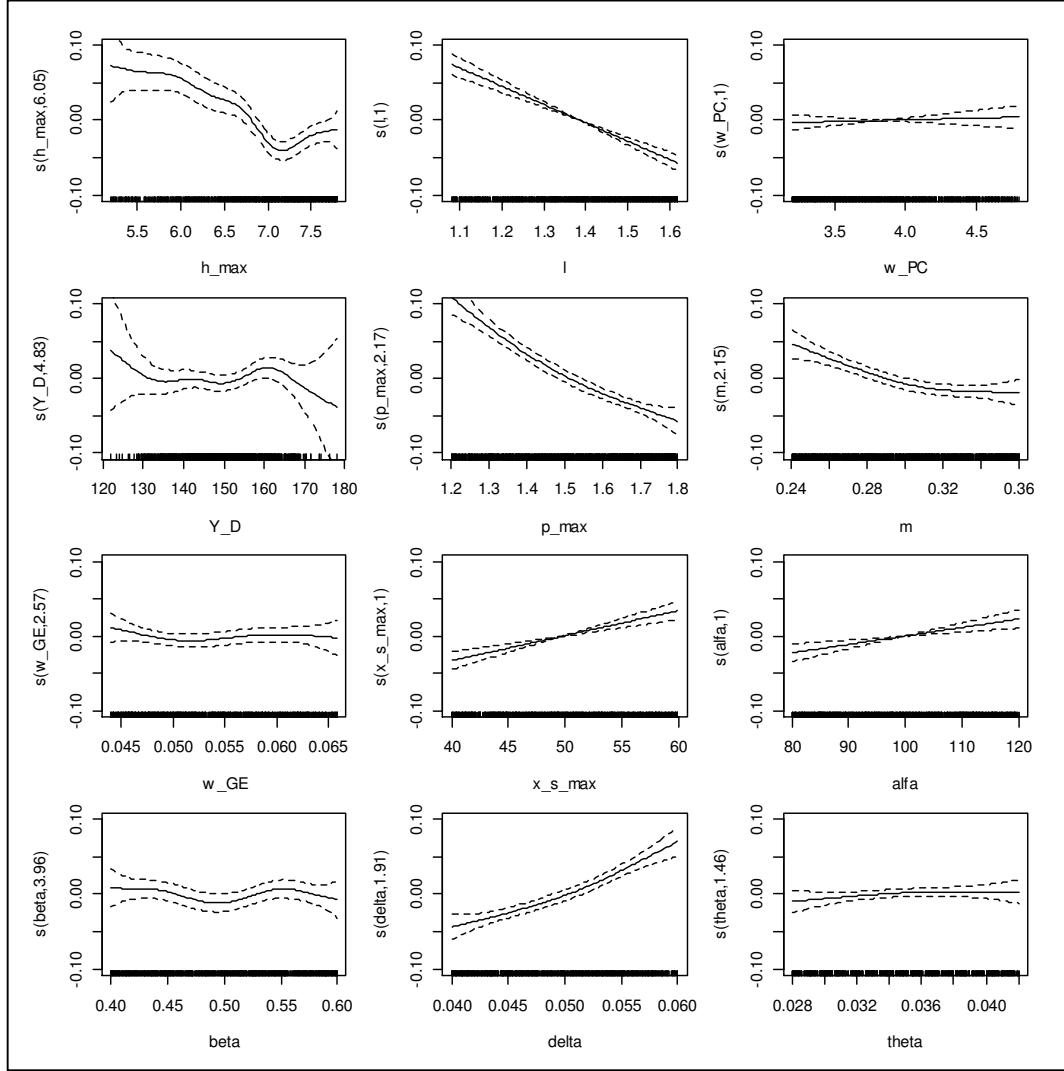 s(h_max,6.05)
-0.10 0.00 0.10
5.5 6.0 6.5 7.0 7.5
h_max
s(l,1)
-0.10 0.00 0.10
1.1 1.2 1.3 1.4 1.5 1.6
l
s(w_PC,1)
-0.10 0.00 0.10
3.5 4.0 4.5
w_PC
s(Y_D,4.83)
-0.10 0.00 0.10
120 130 140 150 160 170 180
Y_D
s(p_max,2.17)
-0.10 0.00 0.10
1.2 1.3 1.4 1.5 1.6 1.7 1.8
p_max
s(m,2.15)
-0.10 0.00 0.10
0.24 0.28 0.32 0.36
m
s(w_GE,2.57)
-0.10 0.00 0.10
0.045 0.050 0.055 0.060 0.065
w_GE
s(x_s_max,1)
-0.10 0.00 0.10
40 45 50 55 60
x_s_max
s(alfa,1)
-0.10 0.00 0.10
80 90 100 110 120
alfa
s(beta,3.96)
-0.10 0.00 0.10
0.40 0.45 0.50 0.55 0.60
beta
s(delta,1.91)
-0.10 0.00 0.10
0.040 0.045 0.050 0.055 0.060
delta
s(theta,1.46)
-0.10 0.00 0.10
0.028 0.032 0.036 0.040
theta